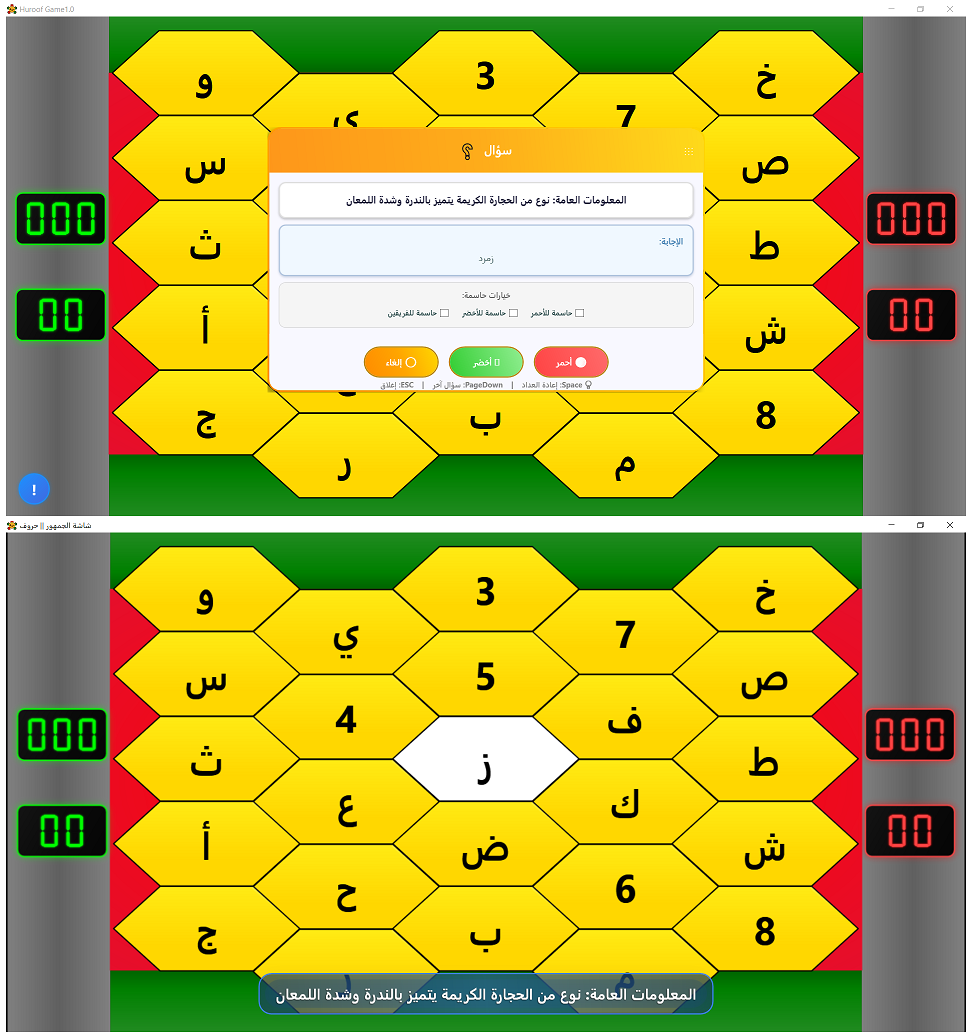 Huroof Game1.0
و
3
خ
ي
7
سؤال
س
ص
المعلومات العامة: نوع من الحجارة الكريمة يتميز بالندرة وشدة اللمعان
000
000
الإجابة:
زمرد
ث
ط
خيارات حاسمة:
حاسمة للأحمر حاسمة للأخضر حاسمة للفريقين
00
00
أ
ش
أحمر أخضر إلغاء
Space: إعادة العداد | PageDown: سؤال آخر | ESC: إغلاق
ج
ب
8
ر
م
!
شاشة الجمهور || حروف
و
3
خ
ي
7
س
5
ص
4
ف
000
000
ث
ز
ط
ع
ك
00
00
أ
ض
ش
ح
6
ج
ب
8
ر
م
المعلومات العامة: نوع من الحجارة الكريمة يتميز بالندرة وشدة اللمعان